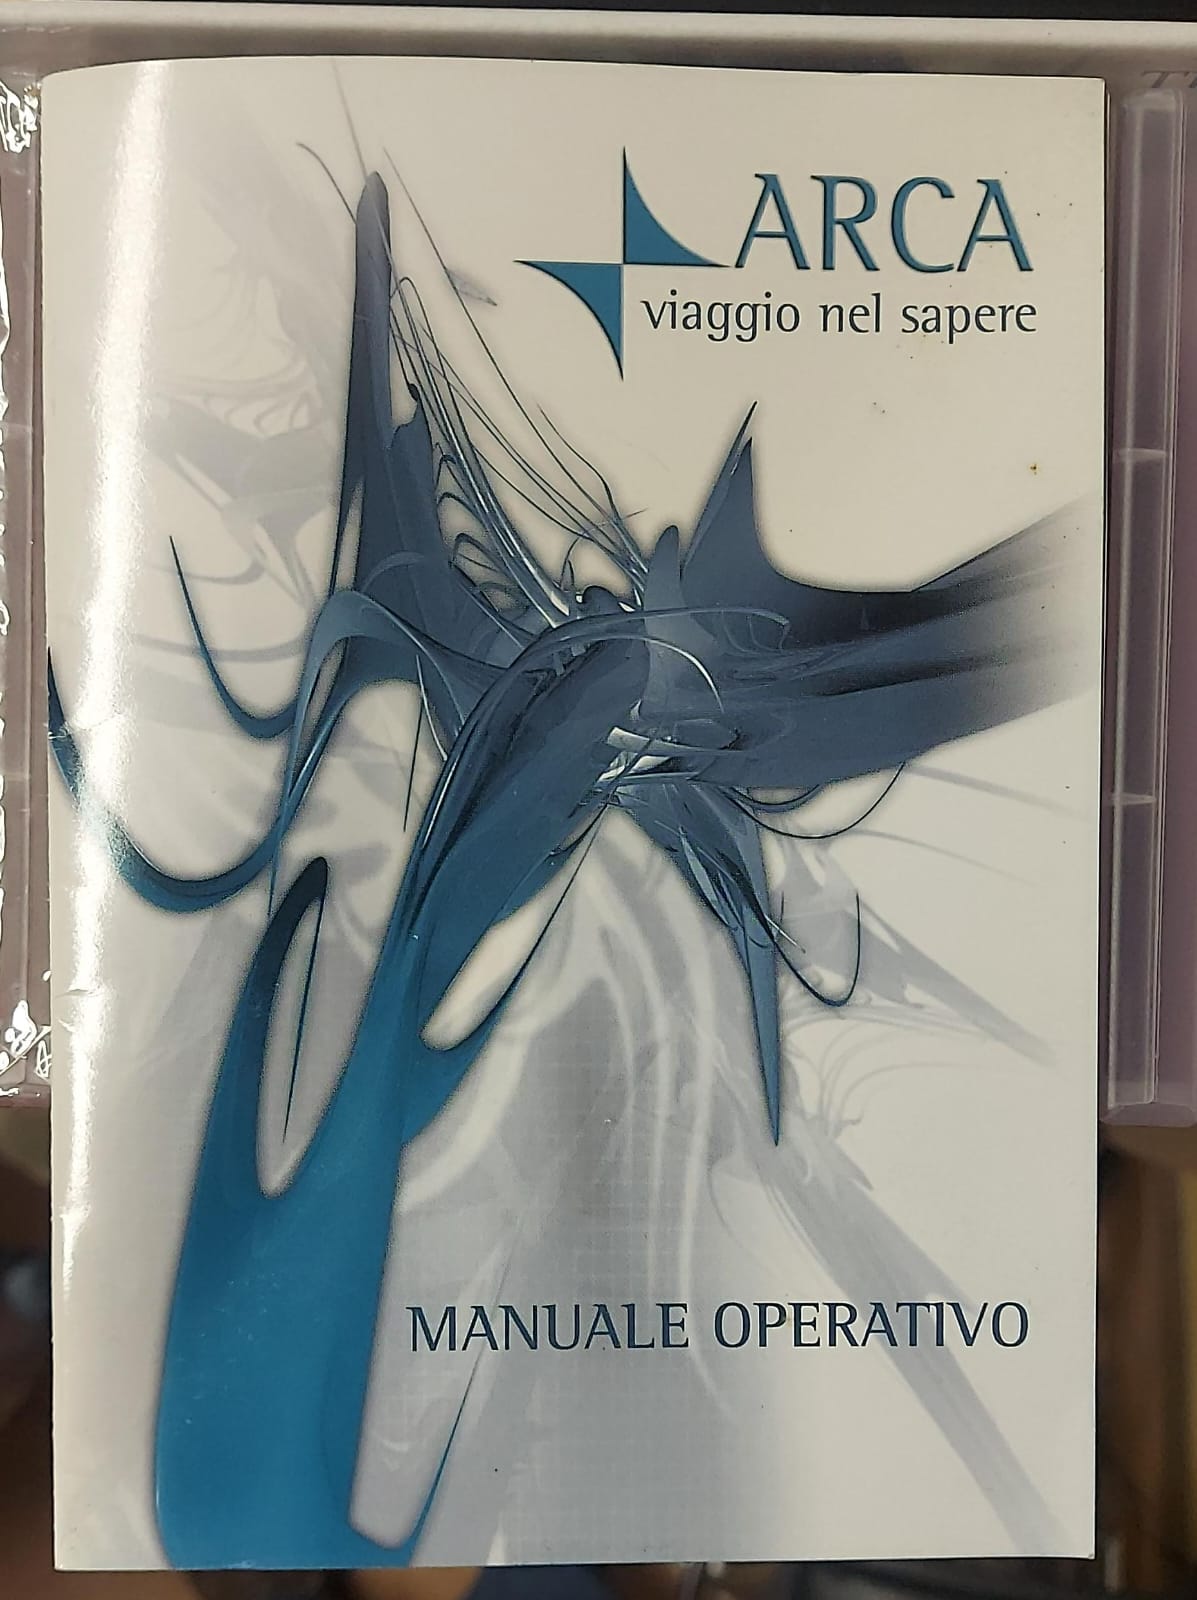 ARCA
viaggio nel sapere
MANUALE OPERATIVO